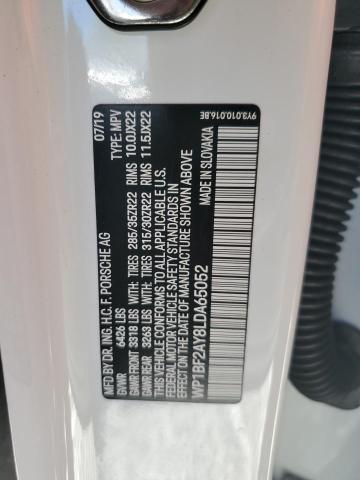 MFD BY DR. ING. H.C. F. PORSCHE AG 07/19
GVWR 6426 LBS TYPE: MPV
GAWR FRONT 3318 LBS WITH: TIRES 285/35ZR22 RIMS 10.0JX22
GAWR REAR 3263 LBS WITH: TIRES 315/30ZR22 RIMS 11.5JX22
THIS VEHICLE CONFORMS TO ALL APPLICABLE U.S.
FEDERAL MOTOR VEHICLE SAFETY STANDARDS
IN EFFECT ON THE DATE OF MANUFACTURE SHOWN ABOVE
WP1BF2AY8LDA65052 MADE IN SLOVAKIA
9Y3.010.016.BE